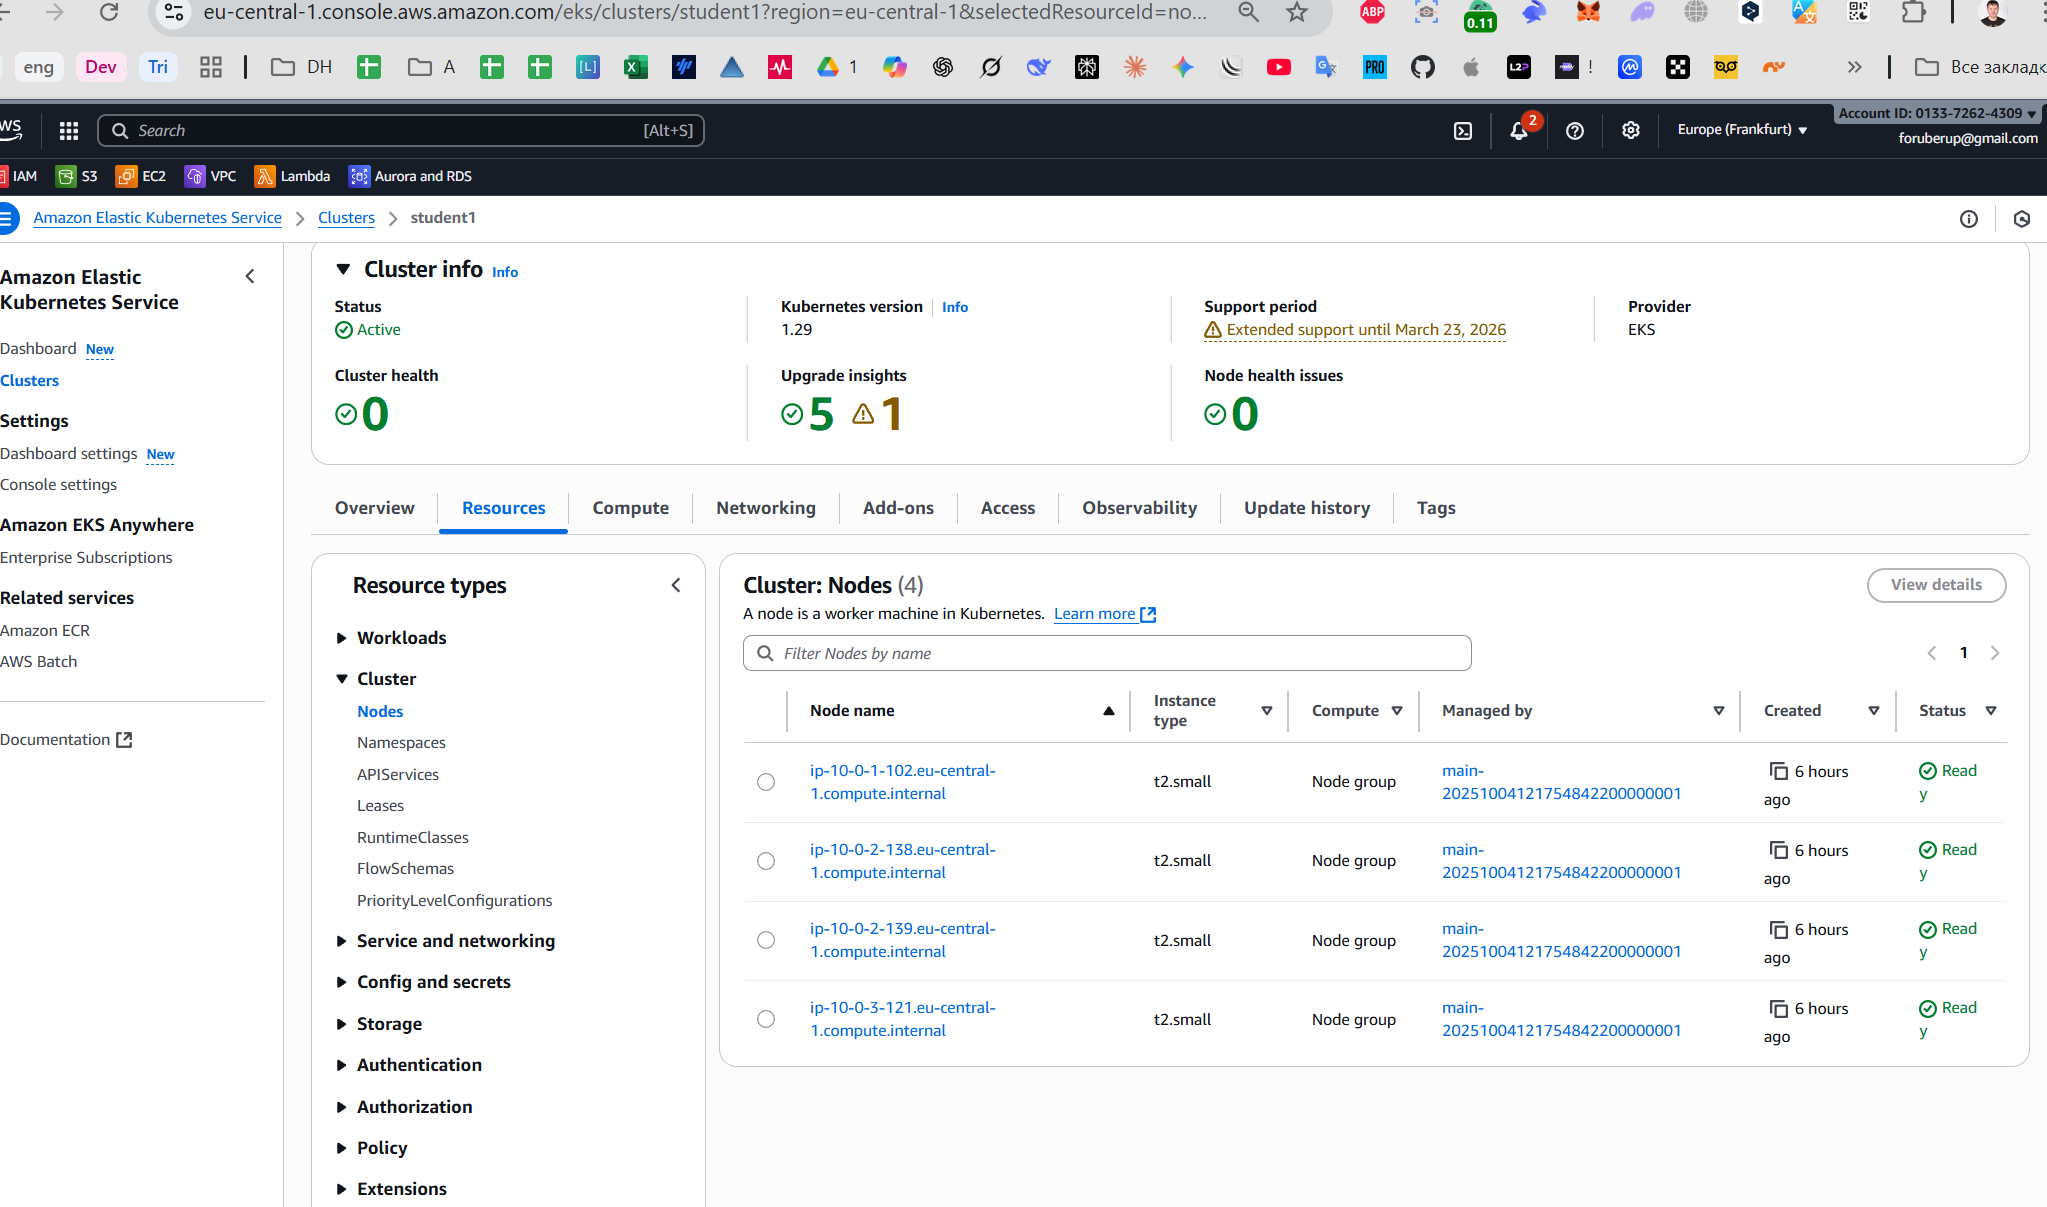 eu-central-1.console.aws.amazon.com/eks/clusters/student1?region=eu-central-1&selectedResourceId=no...
ABP
0.11
eng
Dev
Tri
DH
A
[L]
1
PRO
L2P
!
Все закладк
ws
Search
[Alt+S]
2
Europe (Frankfurt)
Account ID: 0133-7262-4309
foruberup@gmail.com
IAM
S3
EC2
VPC
Lambda
Aurora and RDS
Amazon Elastic Kubernetes Service
Clusters
student1
Amazon Elastic
Kubernetes Service
Dashboard New
Clusters
Settings
Dashboard settings New
Console settings
Amazon EKS Anywhere
Enterprise Subscriptions
Related services
Amazon ECR
AWS Batch
Documentation
Cluster info Info
Status
Active
Kubernetes version Info
1.29
Support period
Extended support until March 23, 2026
Provider
EKS
Cluster health
0
Upgrade insights
5 1
Node health issues
0
Overview
Resources
Compute
Networking
Add-ons
Access
Observability
Update history
Tags
Resource types
Workloads
Cluster
Nodes
Namespaces
APIServices
Leases
RuntimeClasses
FlowSchemas
PriorityLevelConfigurations
Service and networking
Config and secrets
Storage
Authentication
Authorization
Policy
Extensions
Cluster: Nodes (4)
View details
A node is a worker machine in Kubernetes. Learn more
Filter Nodes by name
1
Node name
Instance
type
Compute
Managed by
Created
Status
ip-10-0-1-102.eu-central-
1.compute.internal
t2.small
Node group
main-
20251004121754842200000001
6 hours
ago
Read
y
ip-10-0-2-138.eu-central-
1.compute.internal
t2.small
Node group
main-
20251004121754842200000001
6 hours
ago
Read
y
ip-10-0-2-139.eu-central-
1.compute.internal
t2.small
Node group
main-
20251004121754842200000001
6 hours
ago
Read
y
ip-10-0-3-121.eu-central-
1.compute.internal
t2.small
Node group
main-
20251004121754842200000001
6 hours
ago
Read
y